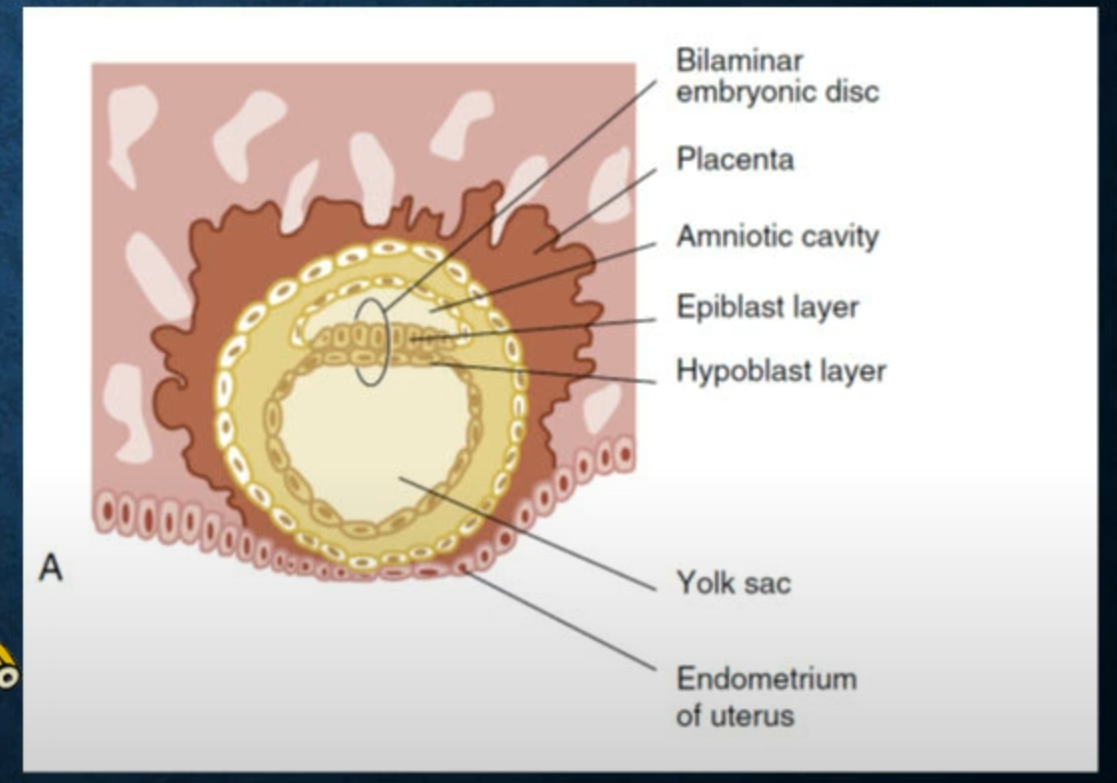 Bilaminar
embryonic disc
Placenta
Amniotic cavity
Epiblast layer
Hypoblast layer
A
Yolk sac
Endometrium
of uterus